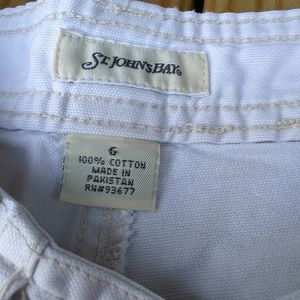 ST. JOHN'S BAY®
6
100% COTTON
MADE IN
PAKISTAN
RN#93677